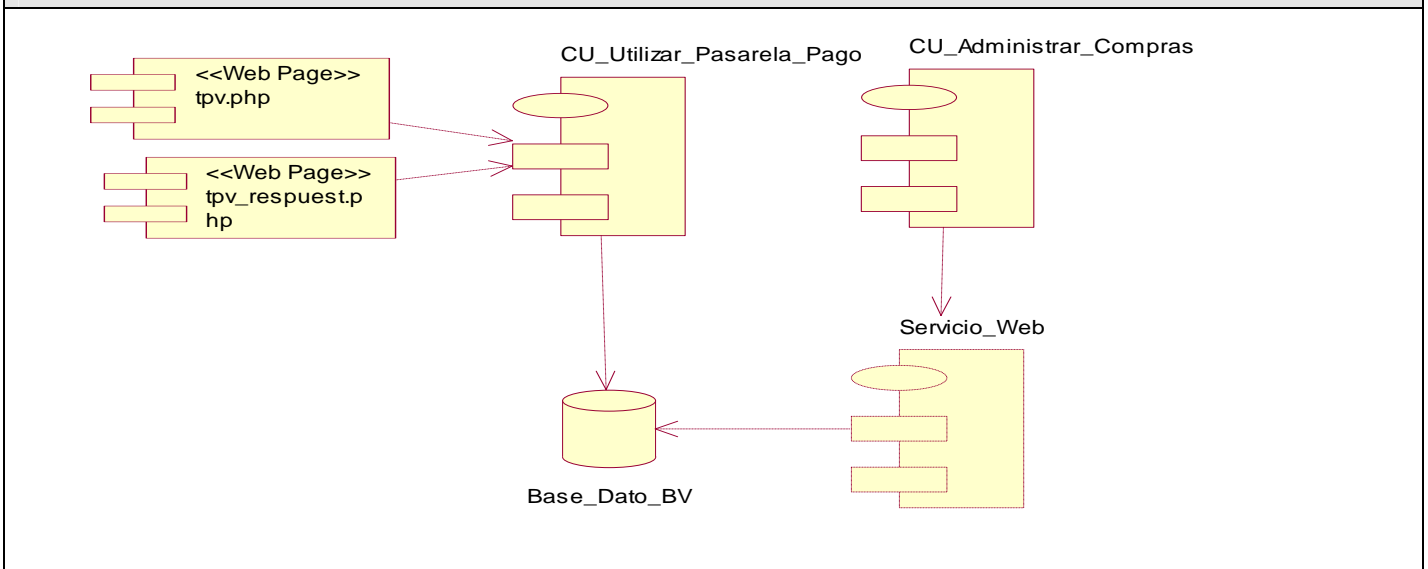 CU_Administrar_Compras
CU_Utilizar_Pasarela_Pago
<<Web Page>>
tpv.php
<<Web Page>>
tpv_respuest.p
hp
Servicio_Web
Base_Dato_BV